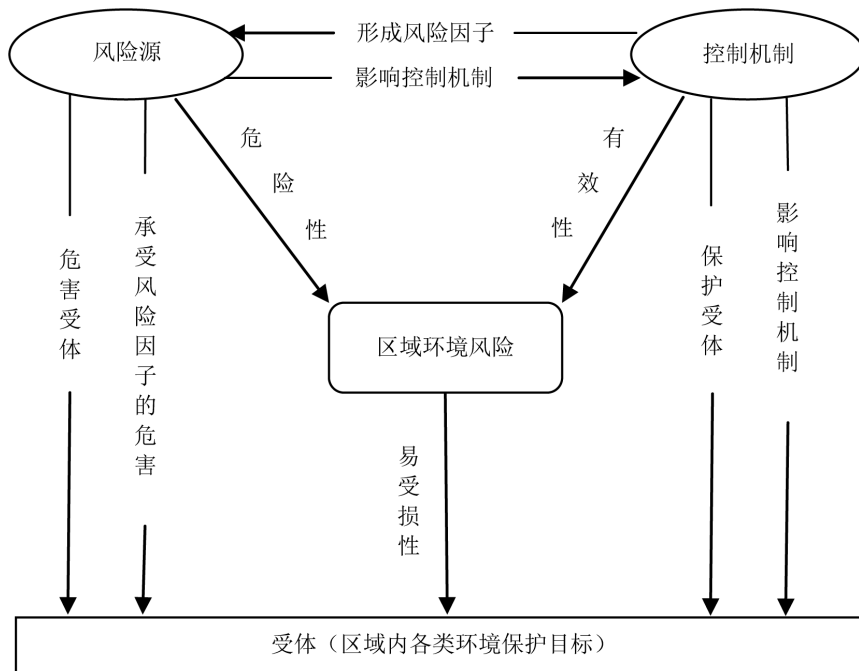 风险源
形成风险因子
影响控制机制
控制机制
危险性
有效性
危害受体
承受风险因子的危害
区域环境风险
保护受体
影响控制机制
易受损性
受体（区域内各类环境保护目标）